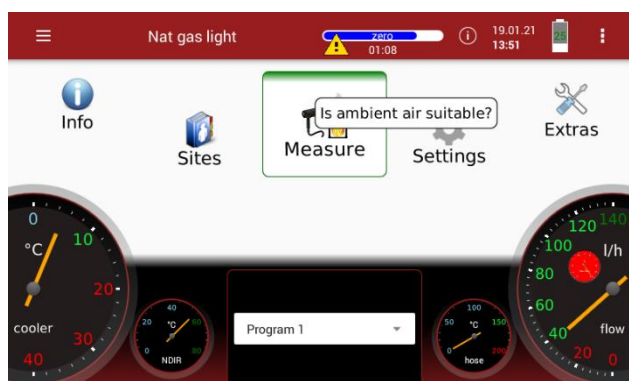 Nat gas light
zero
01:08
19.01.21
13:51
25
Info
Sites
Is ambient air suitable?
Measure
Settings
Extras
0
°C
10
20
30
40
cooler
0
20
40
60
80
°C
NDIR
Program 1
0
50
100
150
200
°C
hose
0
20
40
60
80
100
120
140
l/h
flow